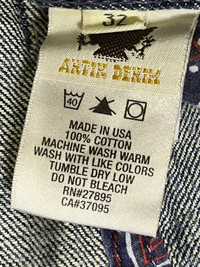 32
ANTIK DENIM
40
MADE IN USA
100% COTTON
MACHINE WASH WARM
WASH WITH LIKE COLORS
TUMBLE DRY LOW
DO NOT BLEACH
RN#27895
CA#37095